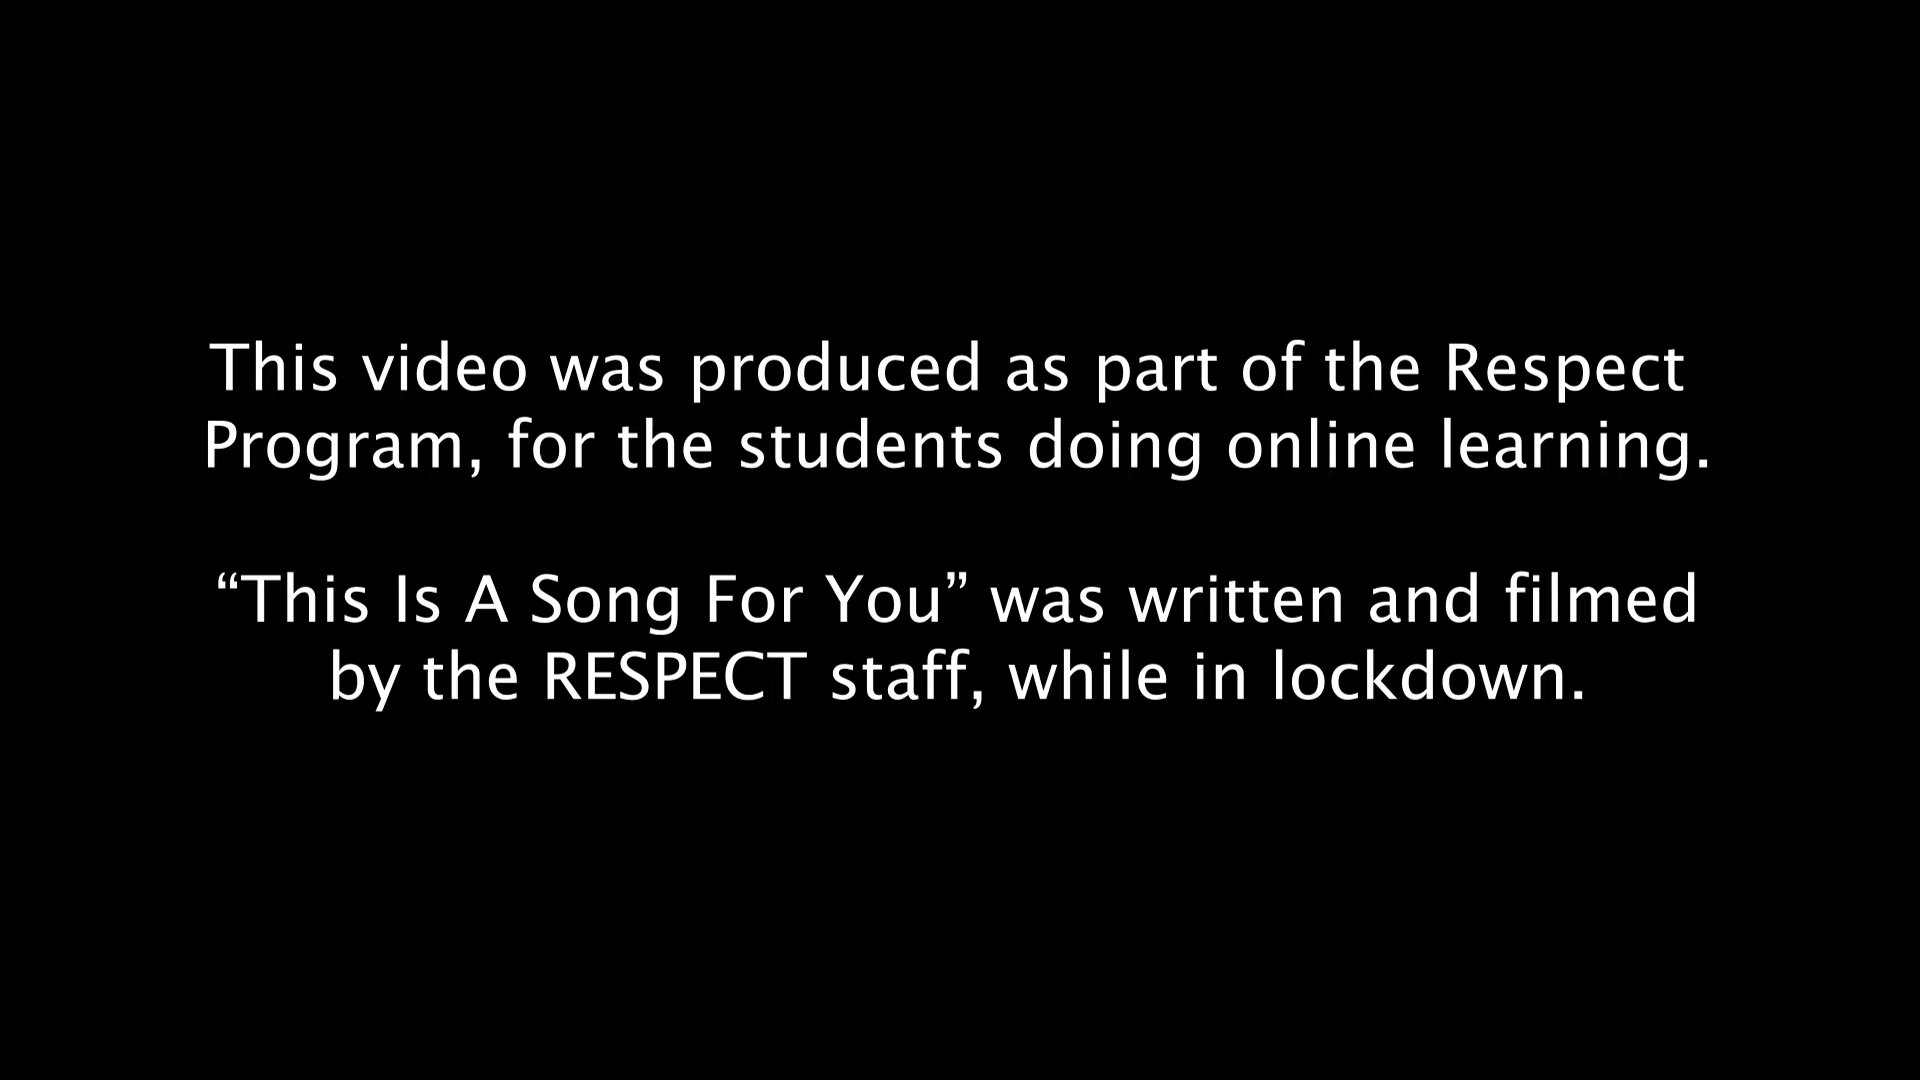 This video was produced as part of the Respect
Program, for the students doing online learning.
“This Is A Song For You” was written and filmed
by the RESPECT staff, while in lockdown.